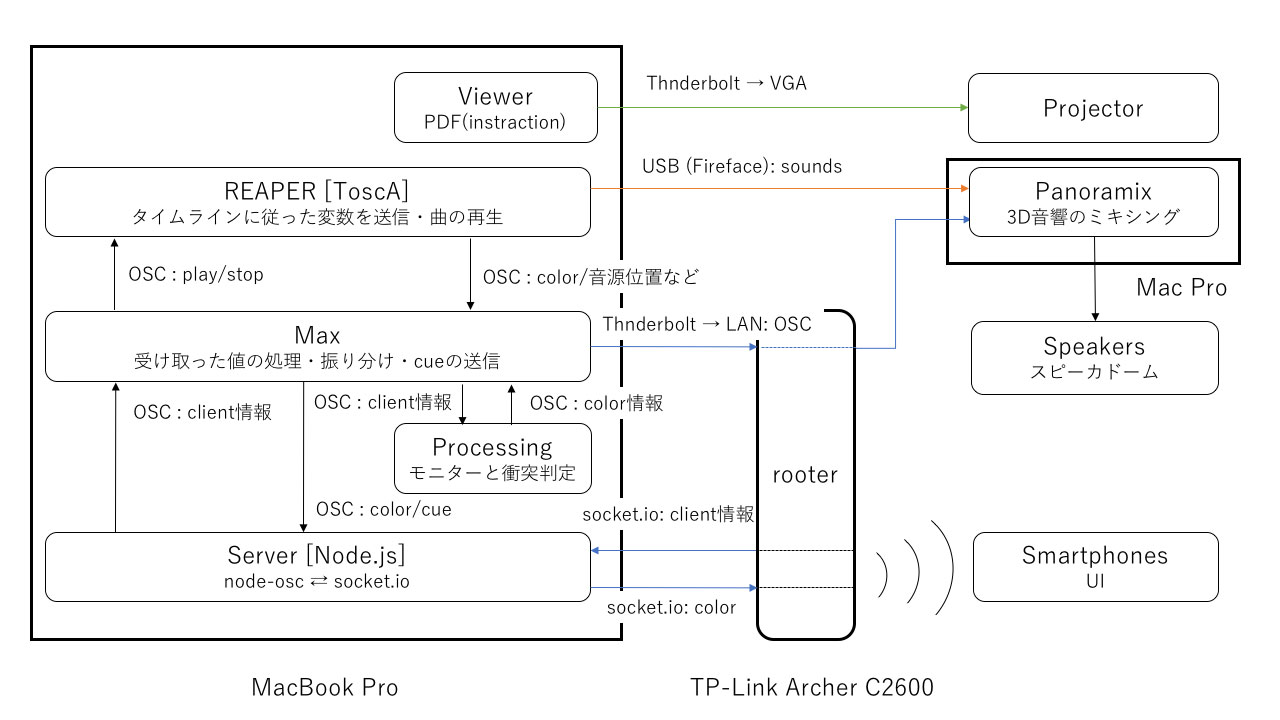 Thnderbolt → VGA
Viewer
PDF(instraction)
Projector
USB (Fireface): sounds
REAPER [ToscA]
タイムラインに従った変数を送信・曲の再生
Panoramix
3D音響のミキシング
OSC : play/stop
OSC : color/音源位置など
Mac Pro
Thnderbolt → LAN: OSC
Max
受け取った値の処理・振り分け・cueの送信
Speakers
スピーカドーム
OSC : client情報
OSC : client情報
OSC : color情報
Processing
モニターと衝突判定
rooter
OSC : color/cue
socket.io: client情報
Server [Node.js]
node-osc ⇄ socket.io
Smartphones
UI
socket.io: color
MacBook Pro
TP-Link Archer C2600